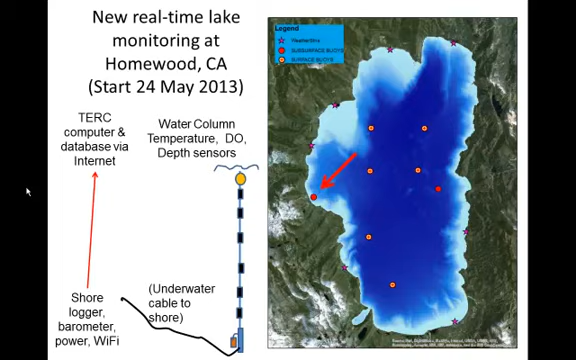 New real-time lake
monitoring at
Homewood, CA
(Start 24 May 2013)
TERC
computer &
database via
Internet
Water Column
Temperature, DO,
Depth sensors
Shore
logger,
barometer,
power, WiFi
(Underwater
cable to
shore)
Legend
SUBSURFACE BUOYS
SURFACE BUOYS